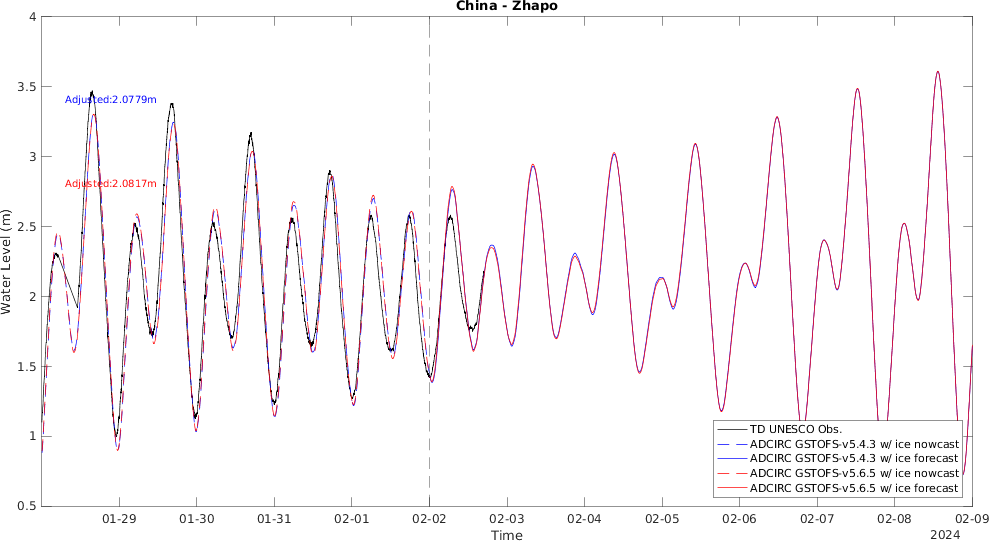 China - Zhapo
4
3.5
3
2.5
2
1.5
1
0.5
Water Level (m)
Adjusted:2.0779m
Adjusted:2.0817m
TD UNESCO Obs.
ADCIRC GSTOFS-v5.4.3 w/ ice nowcast
ADCIRC GSTOFS-v5.4.3 w/ ice forecast
ADCIRC GSTOFS-v5.6.5 w/ ice nowcast
ADCIRC GSTOFS-v5.6.5 w/ ice forecast
01-29 01-30 01-31 02-01 02-02 02-03 02-04 02-05 02-06 02-07 02-08 02-09
Time
2024